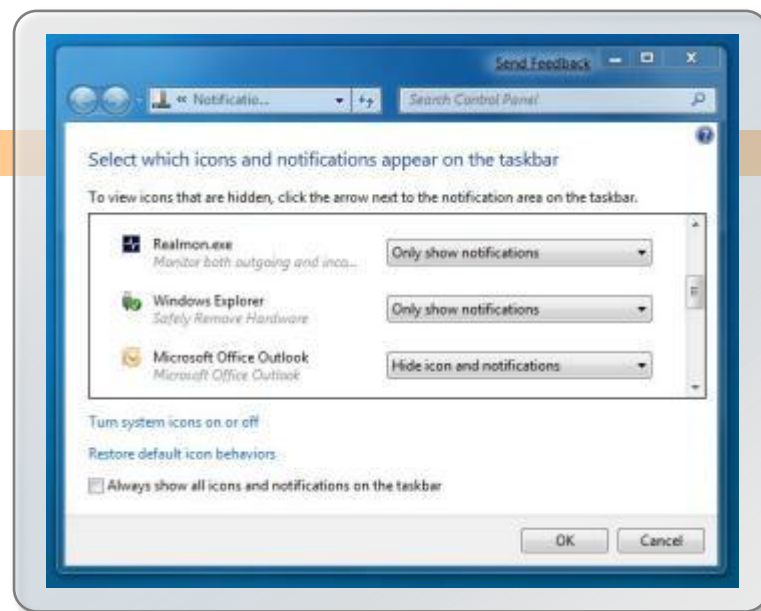 Send Feedback
« Notificatio...
Search Control Panel
Select which icons and notifications appear on the taskbar
To view icons that are hidden, click the arrow next to the notification area on the taskbar.
Realmon.exe
Monitor both outgoing and inco...
Only show notifications
Windows Explorer
Safely Remove Hardware
Only show notifications
Microsoft Office Outlook
Microsoft Office Outlook
Hide icon and notifications
Turn system icons on or off
Restore default icon behaviors
Always show all icons and notifications on the taskbar
OK Cancel